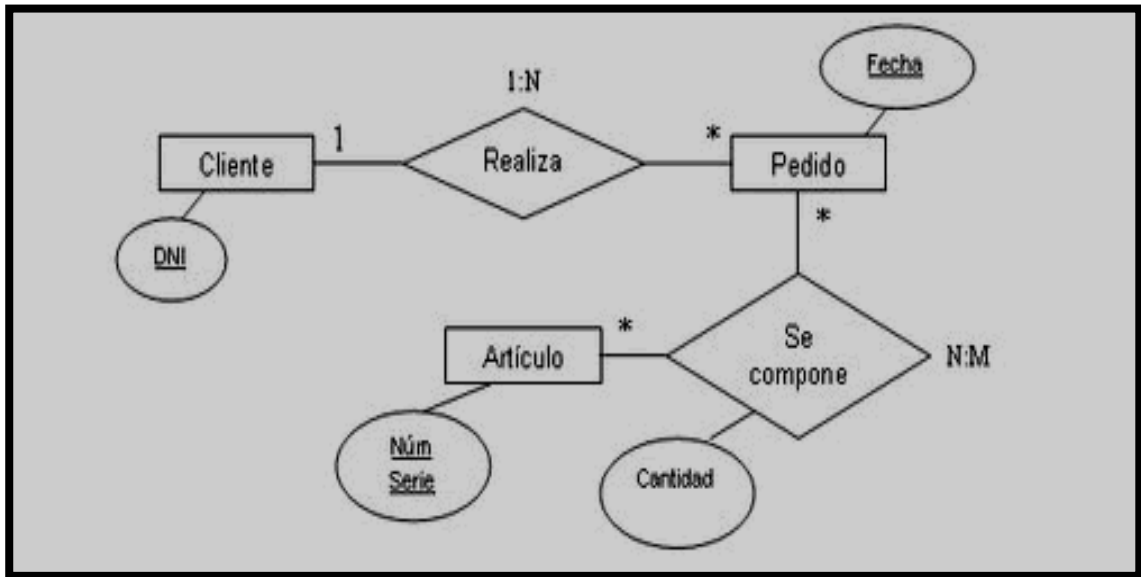 Fecha
1:N
1
*
Cliente
Realiza
Pedido
*
DNI
*
Artículo
Se
compone
N:M
Núm
Serie
Cantidad